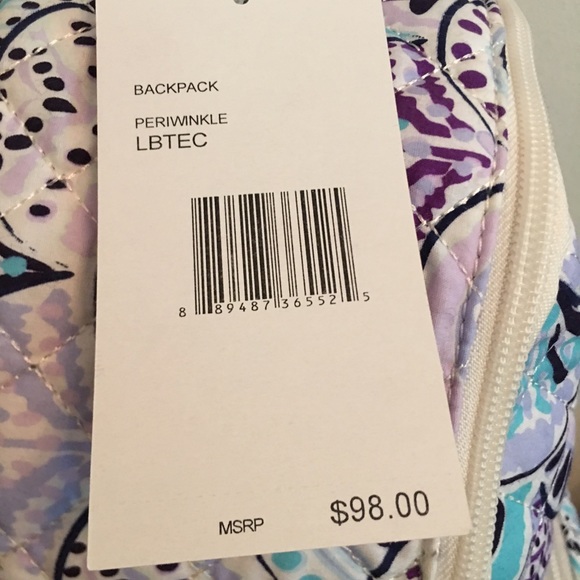 BACKPACK
PERIWINKLE
LBTEC
8 89487 36552 5
MSRP $98.00